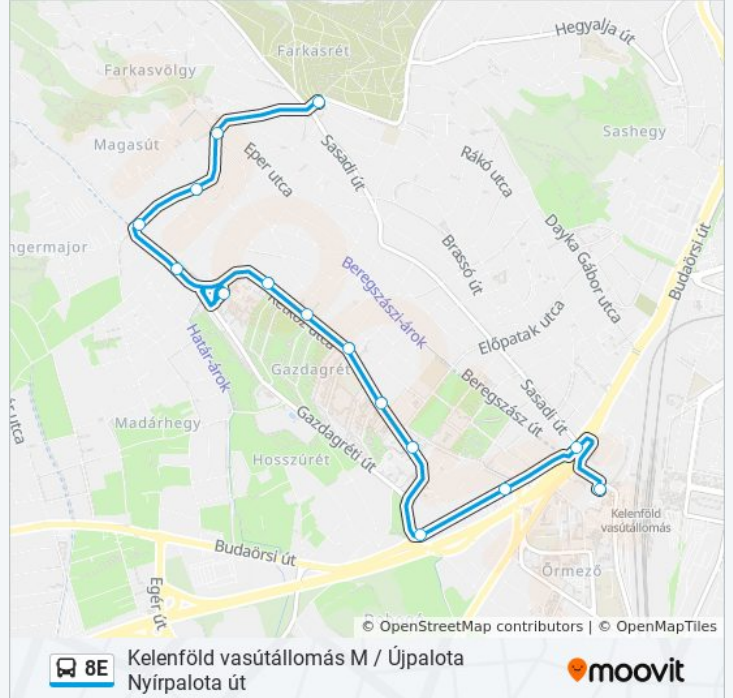 Farkasrét
Hegyalja út
Farkasvölgy
Sashegy
Magasút
Eper utca
Sasadi út
Rákó utca
Dayka Gábor utca
Brassó út
Budaörsi út
ngermajor
Beregszászi-árok
utca
Előpatak utca
Határ-árok
Gazdagrét
Beregszász út
Sasadi út
Madárhegy
Gazdagréti út
utca
Hosszúrét
Kelenföld
vasútállomás
Budaörsi út
Egér út
Őrmező
© OpenStreetMap contributors | © OpenMapTiles
8E
Kelenföld vasútállomás M / Újpalota
Nyírpalota út
moovit